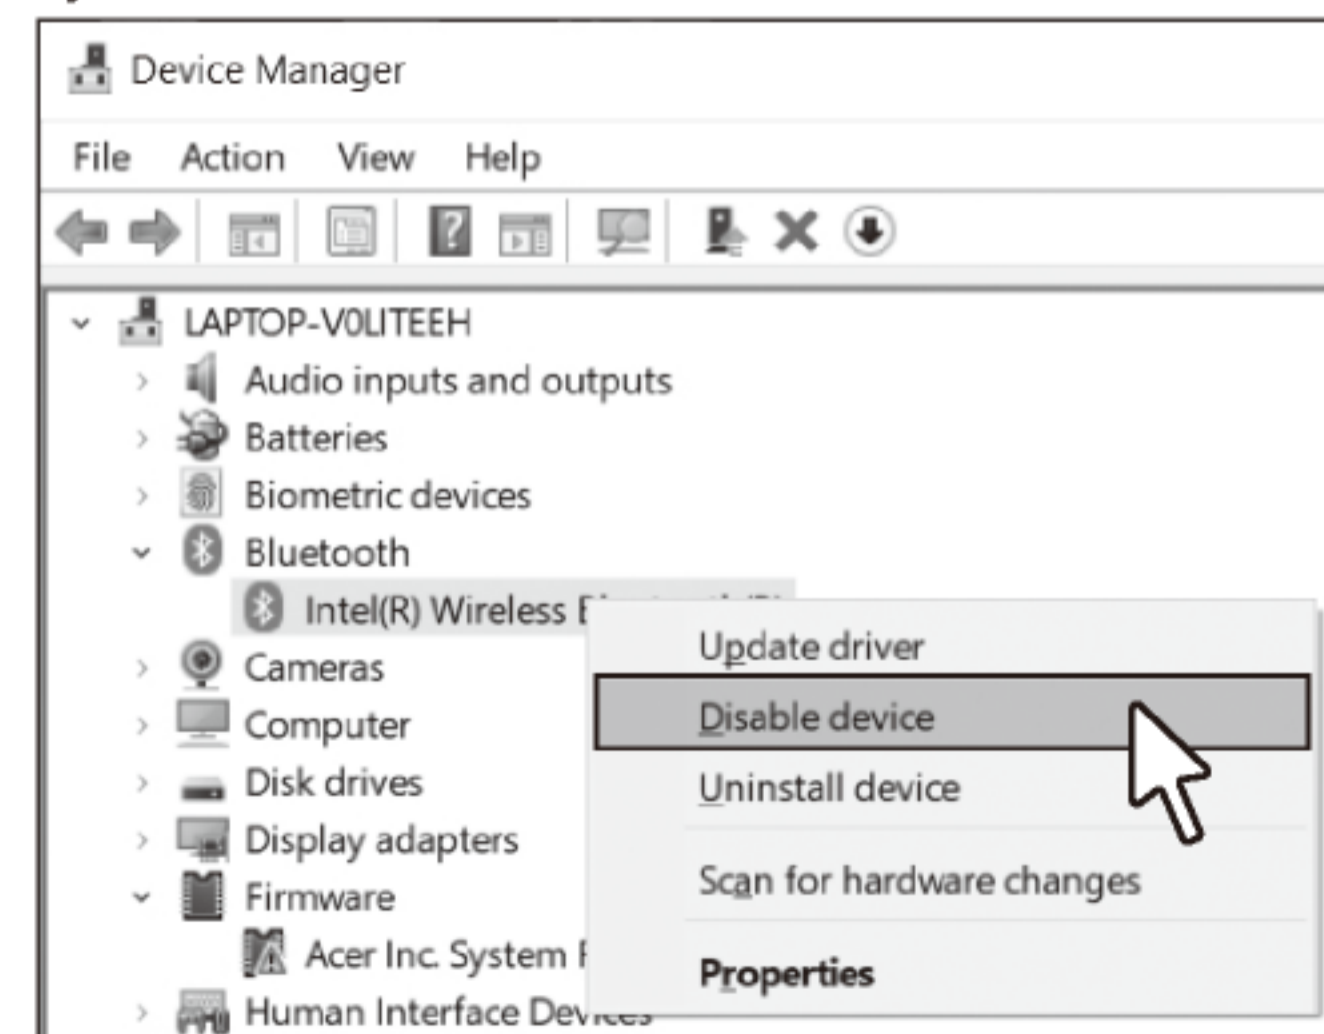 Device Manager
File Action View Help
LAPTOP-V0LITEEH
Audio inputs and outputs
Batteries
Biometric devices
Bluetooth
Intel(R) Wireless
Cameras
Computer
Disk drives
Display adapters
Firmware
Acer Inc. System
Human Interface Devices
Update driver
Disable device
Uninstall device
Scan for hardware changes
Properties